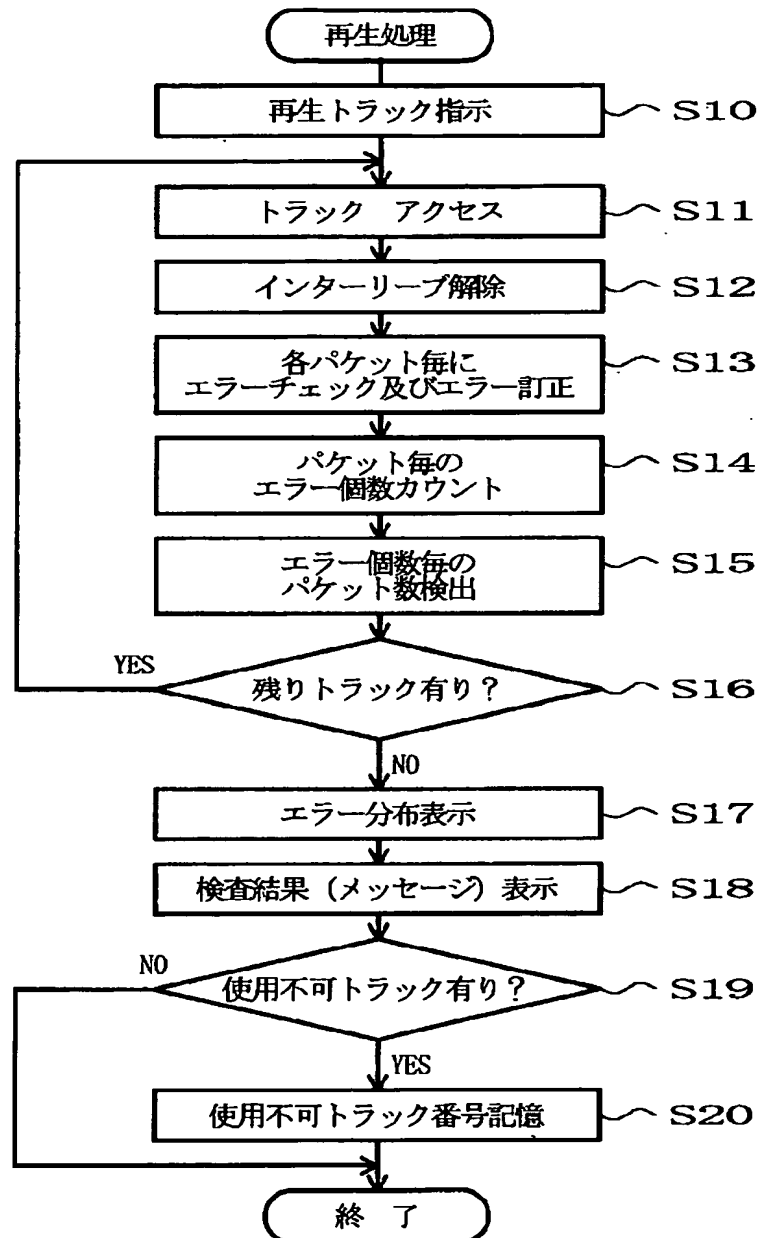 再生処理
再生トラック指示
S10
トラック　アクセス
S11
インターリーブ解除
S12
各パケット毎に
エラーチェック及びエラー訂正
S13
パケット毎の
エラー個数カウント
S14
エラー個数毎の
パケット数検出
S15
YES
残りトラック有り?
S16
NO
エラー分布表示
S17
検査結果 (メッセージ) 表示
S18
NO
使用不可トラック有り?
S19
YES
使用不可トラック番号記憶
S20
終　了